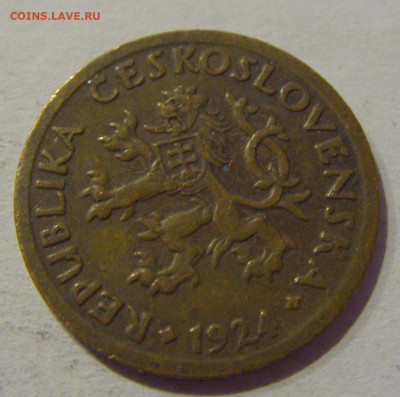 COINS.LAVE.RU
REPUBLIKA ČESKOSLOVENSKÁ
1924